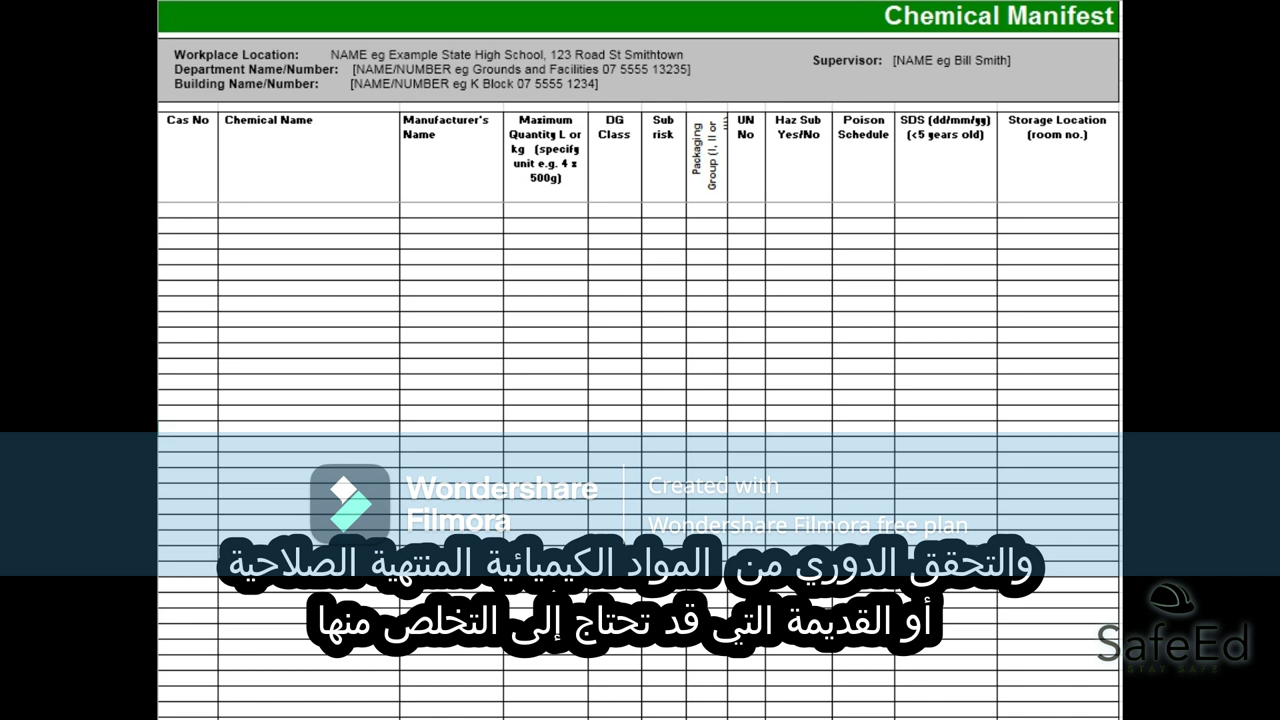 Chemical Manifest
Workplace Location: NAME eg Example State High School, 123 Road St Smithtown
Supervisor: [NAME eg Bill Smith]
Department Name/Number: [NAME/NUMBER eg Grounds and Facilities 07 5555 13235]
Building Name/Number: [NAME/NUMBER eg K Block 07 5555 1234]
Cas No
Chemical Name
Manufacturer's
Name
Maximum
Quantity L or
kg (specify
unit e.g. 4 x
500g)
DG
Class
Sub
risk
Packaging
Group (I, II or
UN
No
Haz Sub
Yes/No
Poison
Schedule
SDS (dd/mm/yy)
(<5 years old)
Storage Location
(room no.)
Wondershare
Filmora
Created with
Wondershare Filmora free plan
والتحقق الدوري من المواد الكيميائية المنتهية الصلاحية
أو القديمة التي قد تحتاج إلى التخلص منها
SafeEd
STAY SAFE